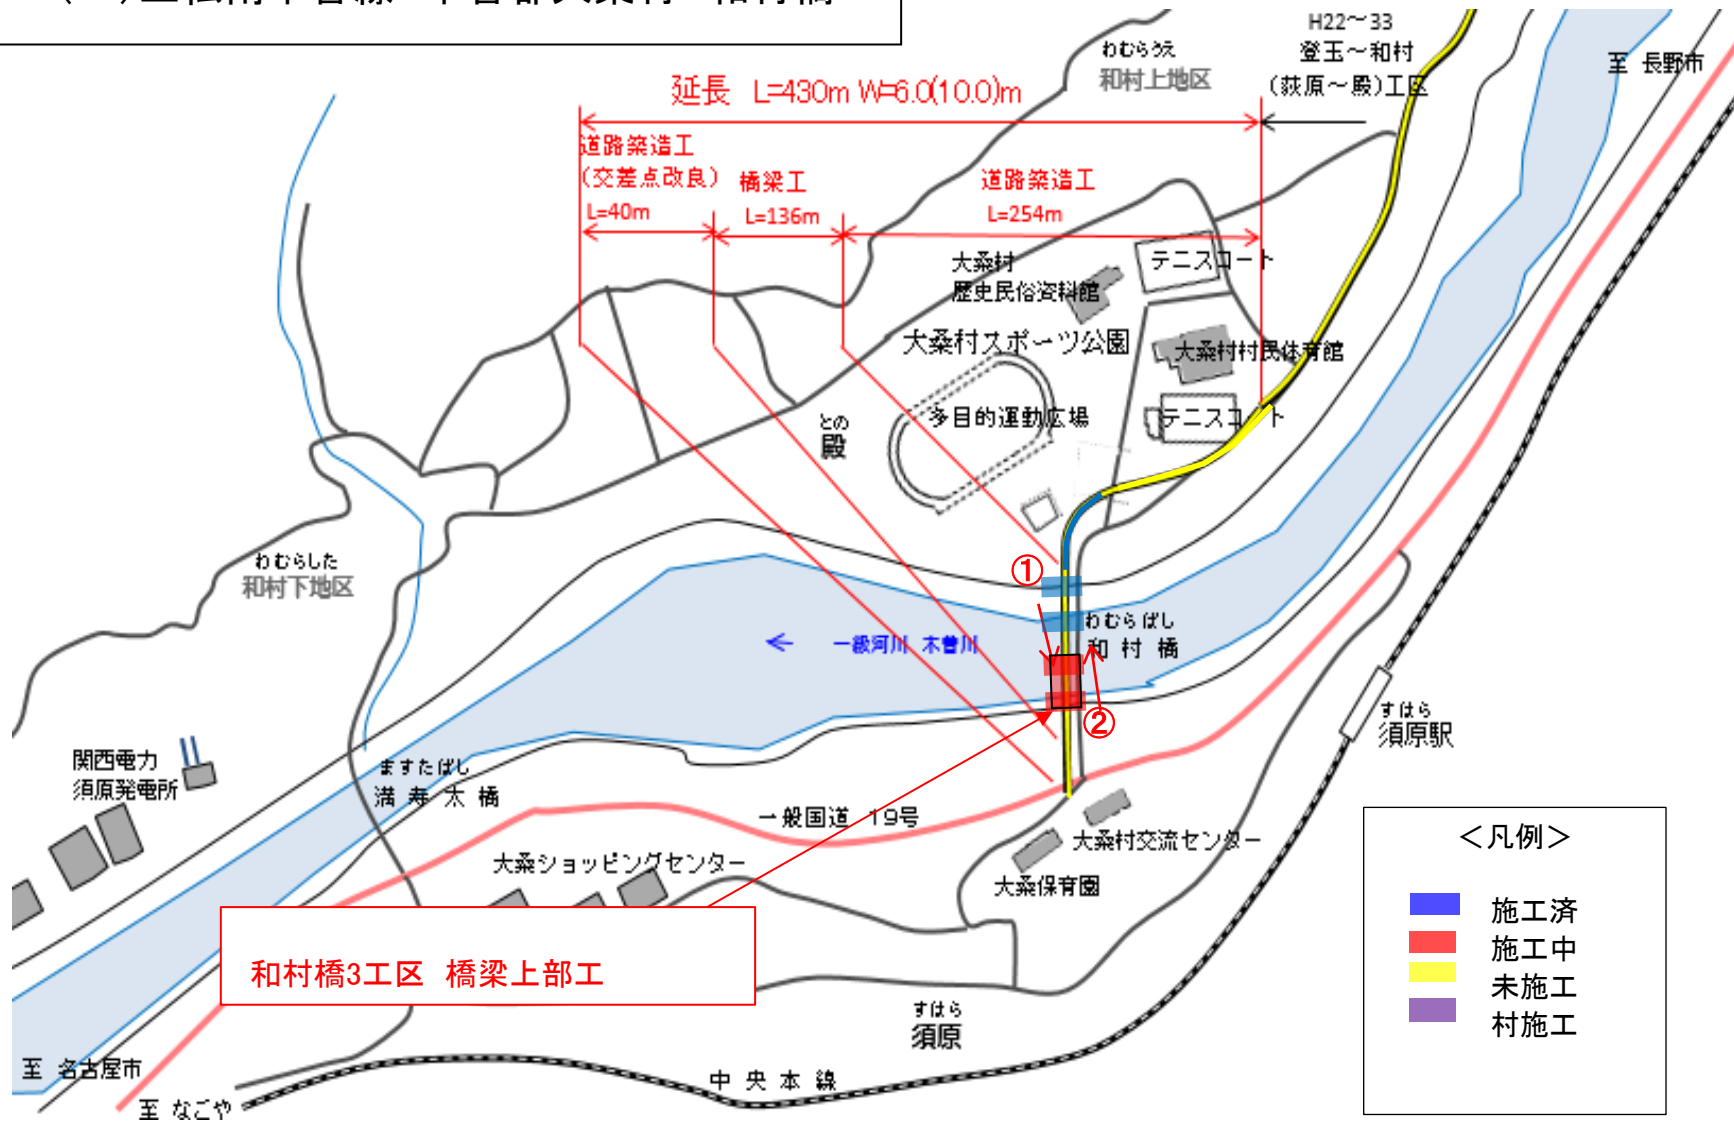 H22～33
登玉～和村
(荻原～殿)工区
わむらうえ
和村上地区
至 長野市
延長 L=430m W=6.0(10.0)m
道路築造工
(交差点改良)
L=40m
橋梁工
L=136m
道路築造工
L=254m
大桑村
歴史民俗資料館
テニスコート
大桑村スポーツ公園
大桑村村民体育館
多目的運動広場
テニスコート
との
殿
わむらした
和村下地区
①
わむらばし
和村橋
← 一級河川 木曽川
②
すはら
須原駅
関西電力
須原発電所
ますたばし
満寿太橋
一般国道 19号
大桑村交流センター
大桑ショッピングセンター
大桑保育園
和村橋3工区 橋梁上部工
すはら
須原
至 名古屋市
至 なごや
中央本線
＜凡例＞
施工済
施工中
未施工
村施工